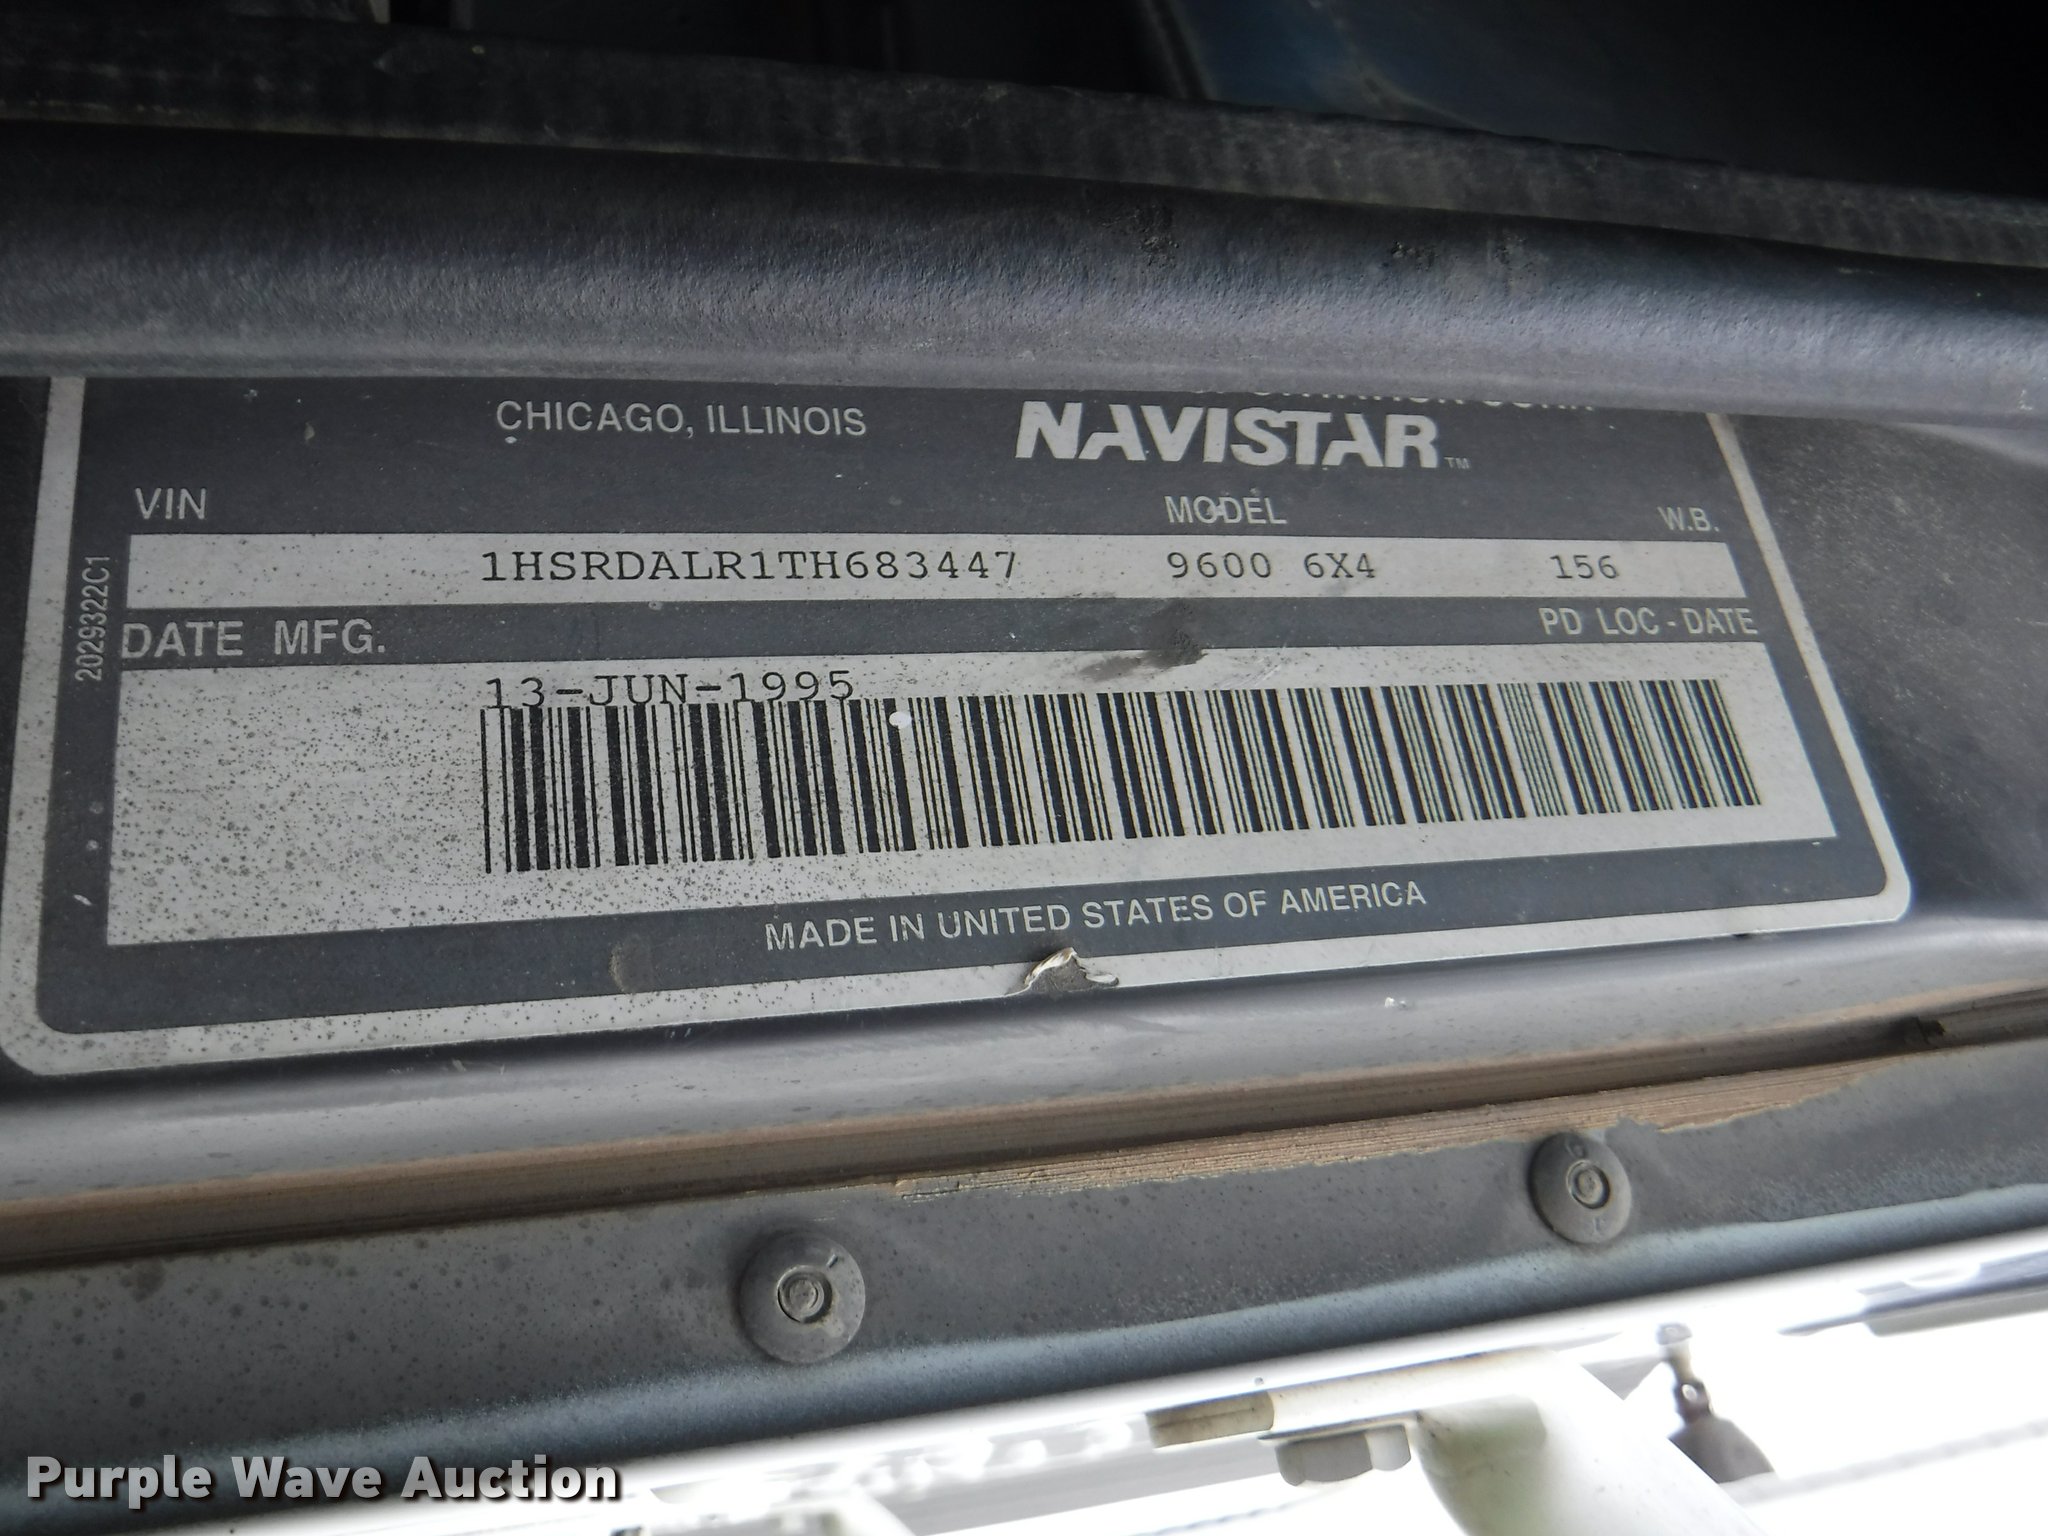 CHICAGO, ILLINOIS
NAVISTAR™
VIN MODEL W.B.
1HSRDALR1TH683447 9600 6X4 156
2029322C1
DATE MFG. PD LOC - DATE
13-JUN-1995
MADE IN UNITED STATES OF AMERICA
Purple Wave Auction